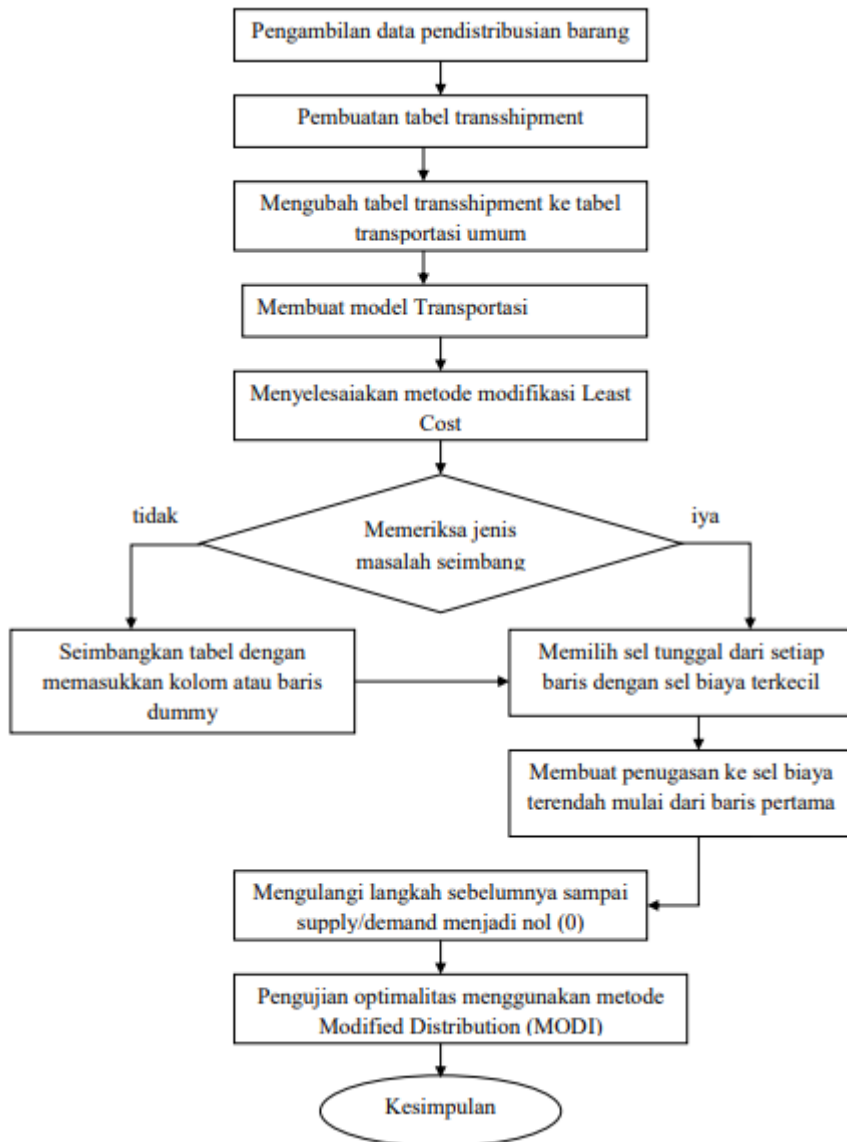 Pengambilan data pendistribusian barang
Pembuatan tabel transshipment
Mengubah tabel transshipment ke tabel
transportasi umum
Membuat model Transportasi
Menyelesaiakan metode modifikasi Least
Cost
tidak
iya
Memeriksa jenis
masalah seimbang
Seimbangkan tabel dengan
memasukkan kolom atau baris
dummy
Memilih sel tunggal dari setiap
baris dengan sel biaya terkecil
Membuat penugasan ke sel biaya
terendah mulai dari baris pertama
Mengulangi langkah sebelumnya sampai
supply/demand menjadi nol (0)
Pengujian optimalitas menggunakan metode
Modified Distribution (MODI)
Kesimpulan